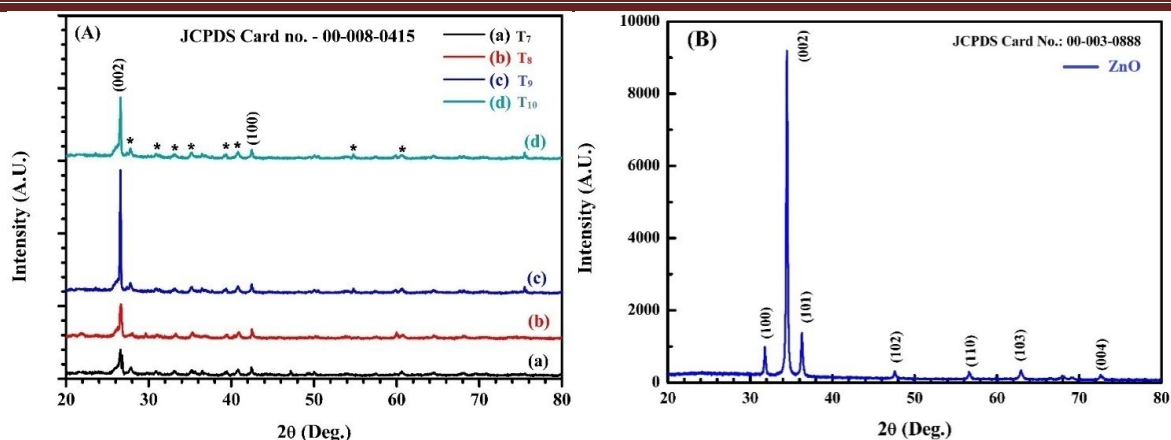 (A)
JCPDS Card no. - 00-008-0415
(a) T7
(b) T8
(c) T9
(d) T10
(002)
* * * * * * * *
(100)
(d)
(c)
(b)
(a)
Intensity (A.U.)
20 30 40 50 60 70 80
2θ (Deg.)
(B)
JCPDS Card No.: 00-003-0888
ZnO
(002)
(100)
(101)
(102)
(110)
(103)
(004)
10000
8000
6000
4000
2000
0
Intensity (A.U.)
20 30 40 50 60 70 80
2θ (Deg.)